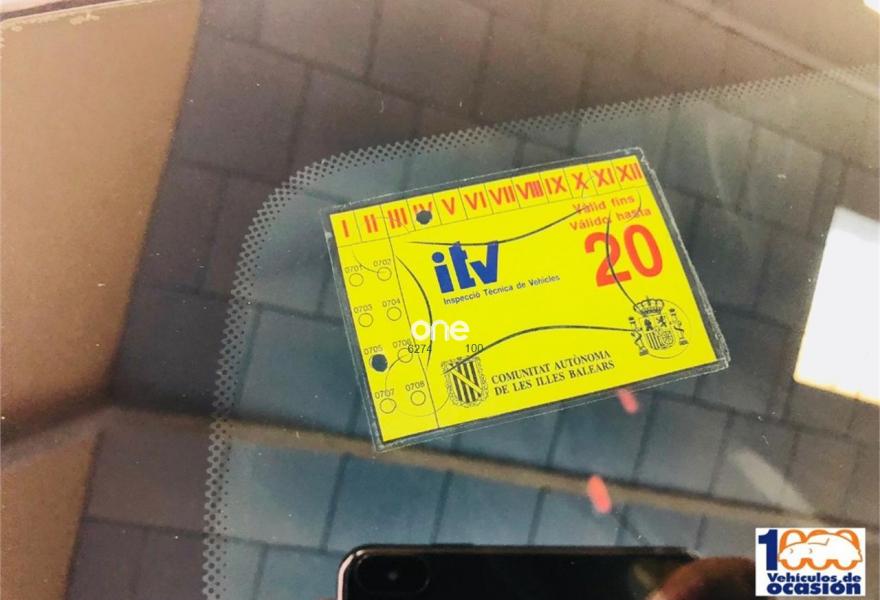 I II III IV V VI VII VIII IX X XI XII
Vàlid fins
Válido hasta
20
itv
Inspecció Tècnica de Vehicles
0701 0702
0703 0704
0705 0706
0707 0708
one
6274 100
COMUNITAT AUTÒNOMA
DE LES ILLES BALEARS
1000
Vehículos de
ocasión